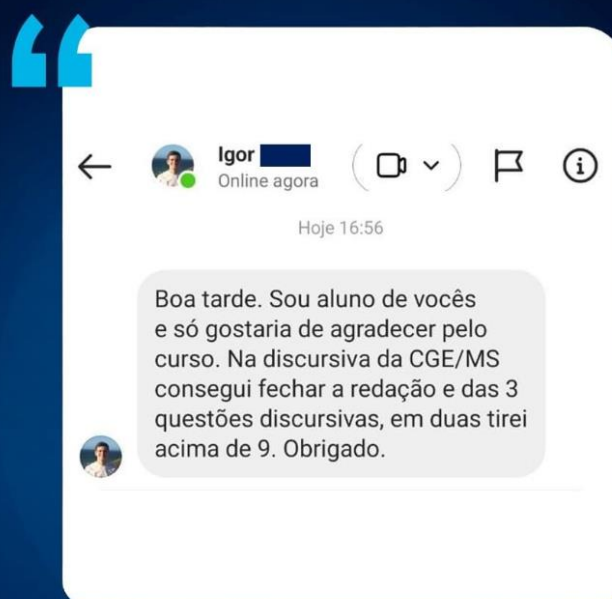 Igor
Online agora
Hoje 16:56
Boa tarde. Sou aluno de vocês
e só gostaria de agradecer pelo
curso. Na discursiva da CGE/MS
consegui fechar a redação e das 3
questões discursivas, em duas tirei
acima de 9. Obrigado.